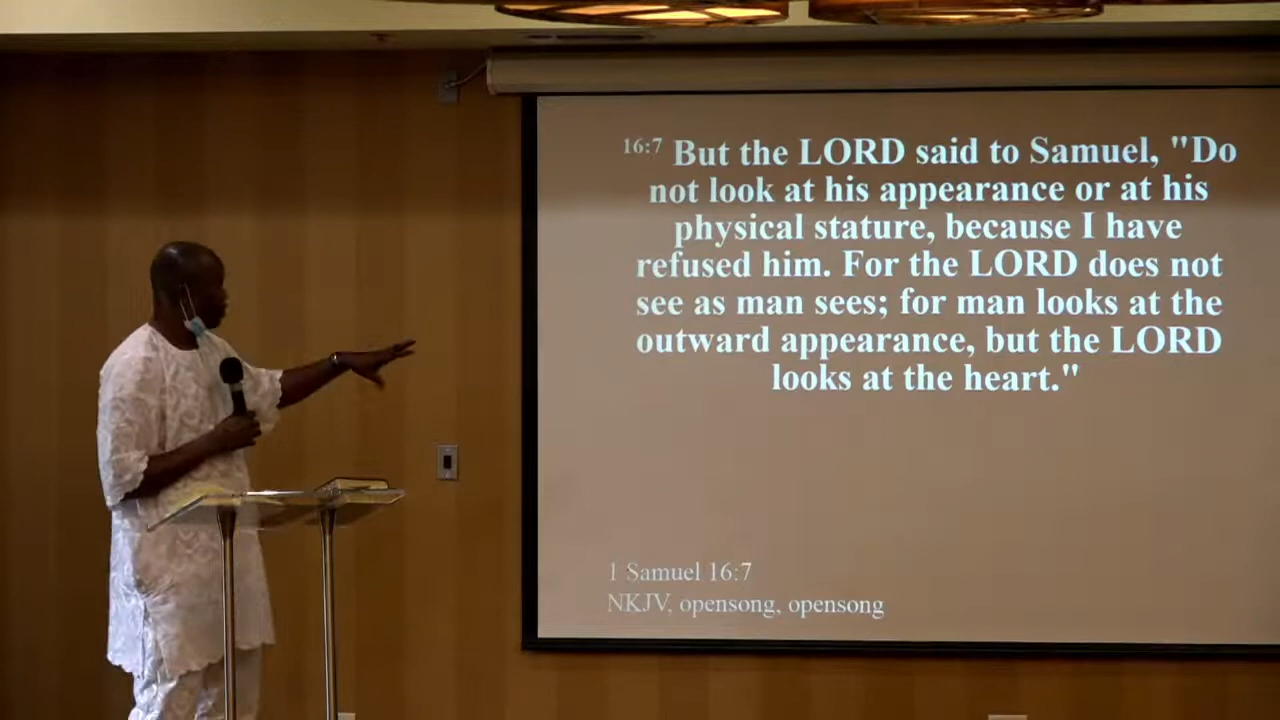 16:7 But the LORD said to Samuel, "Do
not look at his appearance or at his
physical stature, because I have
refused him. For the LORD does not
see as man sees; for man looks at the
outward appearance, but the LORD
looks at the heart."
1 Samuel 16:7
NKJV, opensong, opensong